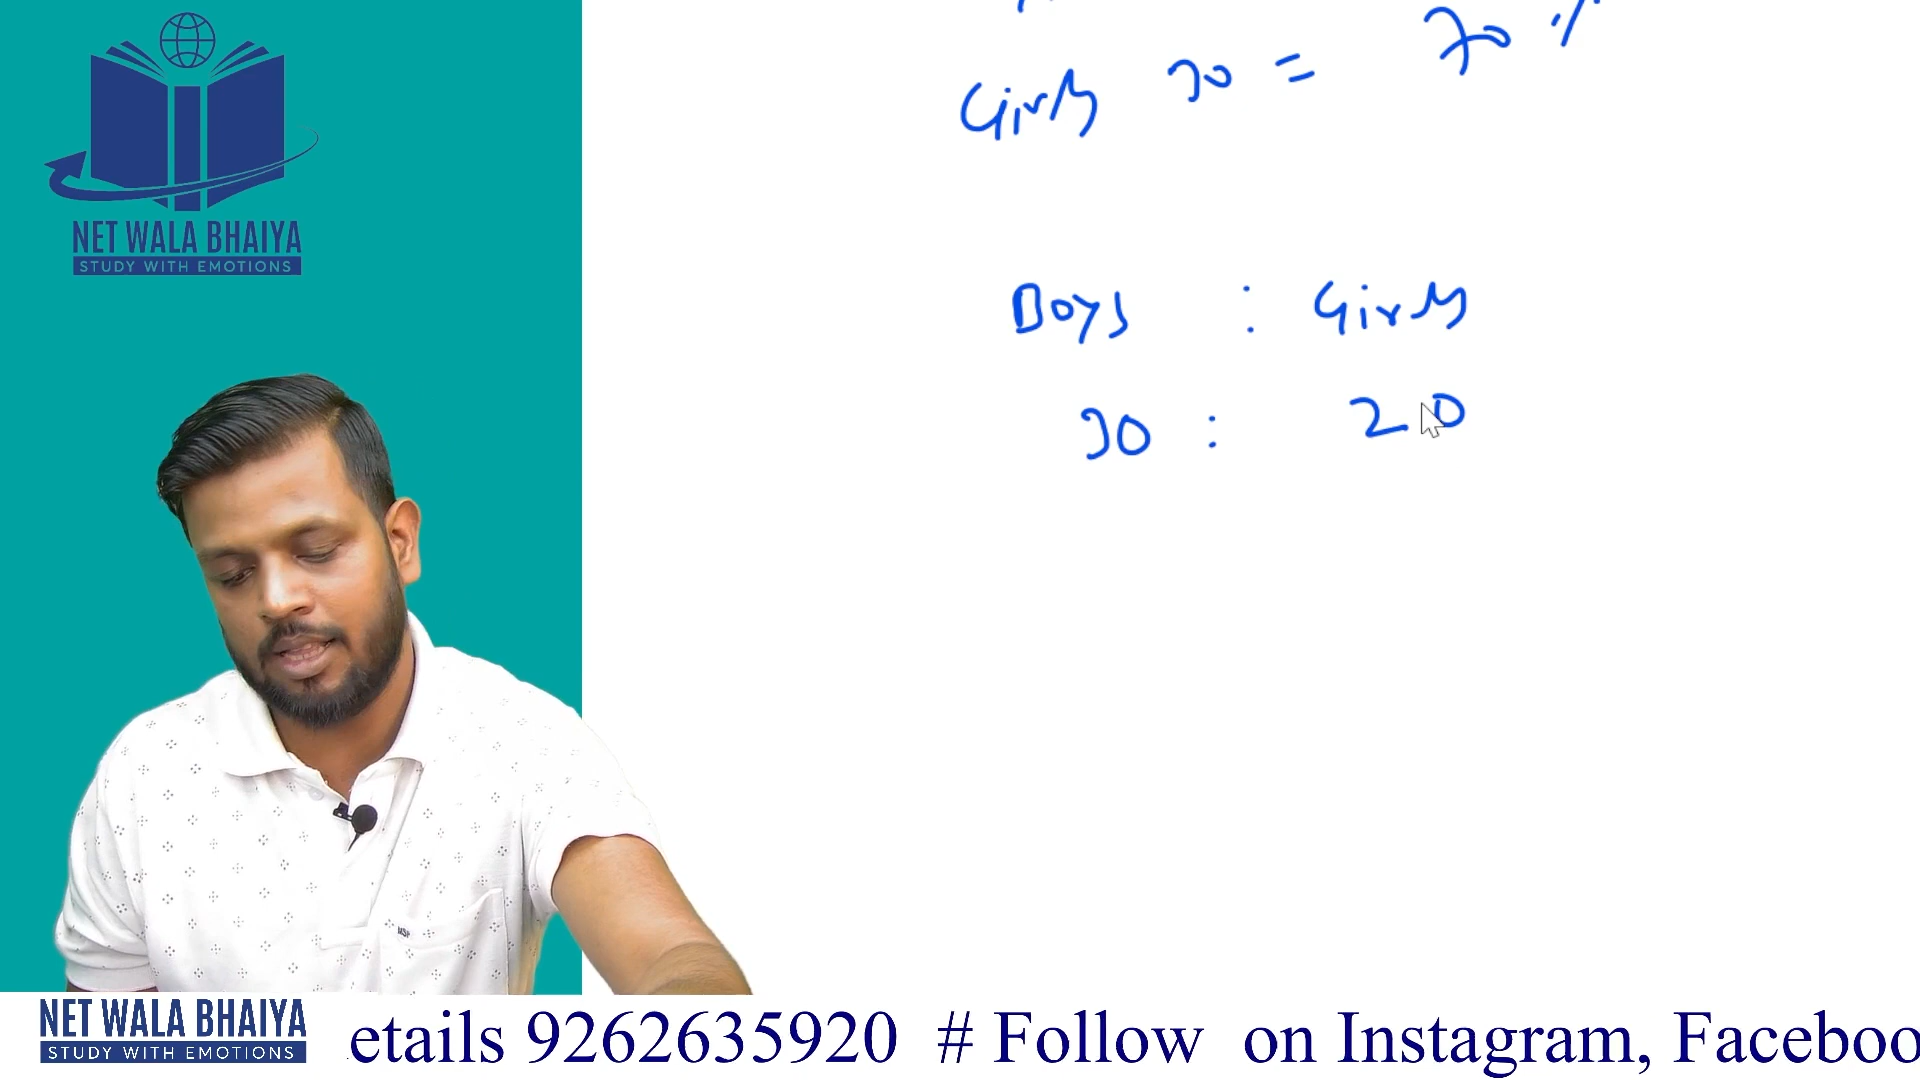 NET WALA BHAIYA
STUDY WITH EMOTIONS
Girls 30 = 70 %
Boys : Girls
30 : 20
MSP
NET WALA BHAIYA
STUDY WITH EMOTIONS
etails 9262635920 # Follow on Instagram, Faceboo